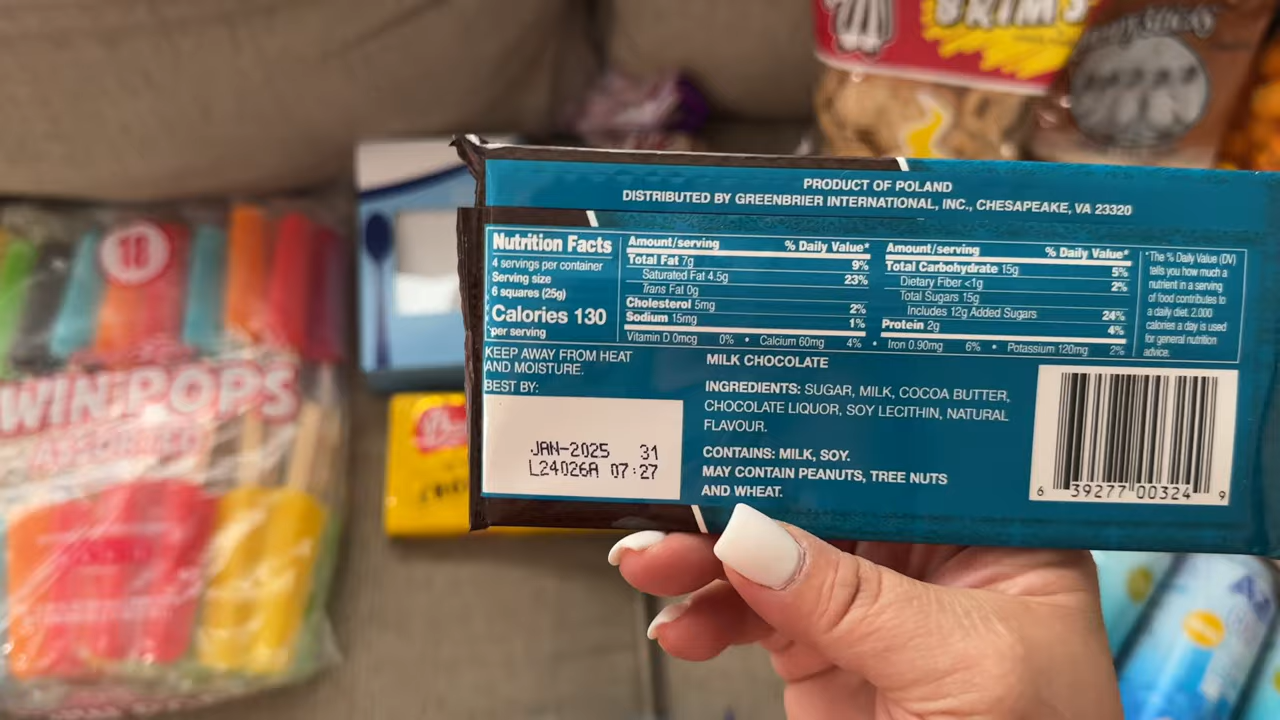 BRIM'S
18
WIN POPS
ASSORTED
PRODUCT OF POLAND
DISTRIBUTED BY GREENBRIER INTERNATIONAL, INC., CHESAPEAKE, VA 23320
Nutrition Facts
4 servings per container
Serving size
6 squares (25g)
Calories 130
per serving
Amount/serving % Daily Value*
Total Fat 7g 9%
Saturated Fat 4.5g 23%
Trans Fat 0g
Cholesterol 5mg 2%
Sodium 15mg 1%
Amount/serving % Daily Value*
Total Carbohydrate 15g 5%
Dietary Fiber <1g 2%
Total Sugars 15g
Includes 12g Added Sugars 24%
Protein 2g 4%
Vitamin D 0mcg 0% • Calcium 60mg 4% • Iron 0.90mg 6% • Potassium 120mg 2%
*The % Daily Value (DV)
tells you how much a
nutrient in a serving
of food contributes to
a daily diet. 2,000
calories a day is used
for general nutrition
advice.
KEEP AWAY FROM HEAT
AND MOISTURE.
BEST BY:
JAN-2025 31
L24026A 07:27
MILK CHOCOLATE
INGREDIENTS: SUGAR, MILK, COCOA BUTTER,
CHOCOLATE LIQUOR, SOY LECITHIN, NATURAL
FLAVOUR.
CONTAINS: MILK, SOY.
MAY CONTAIN PEANUTS, TREE NUTS
AND WHEAT.
6 39277 00324 9